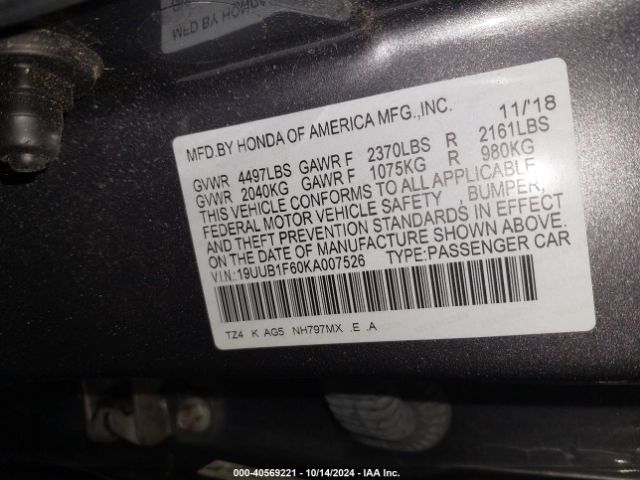 MFD BY HONDA
MFD.BY HONDA OF AMERICA MFG.,INC. 11/'18
GVWR 4497LBS GAWR F 2370LBS R 2161LBS
GVWR 2040KG GAWR F 1075KG R 980KG
THIS VEHICLE CONFORMS TO ALL APPLICABLE
FEDERAL MOTOR VEHICLE SAFETY , BUMPER,
AND THEFT PREVENTION STANDARDS IN EFFECT
ON THE DATE OF MANUFACTURE SHOWN ABOVE.
V.I.N.:19UUB1F60KA007526 TYPE:PASSENGER CAR
TZ4 K AG5 NH797MX .E .A
000-40569221 - 10/14/2024 - IAA Inc.